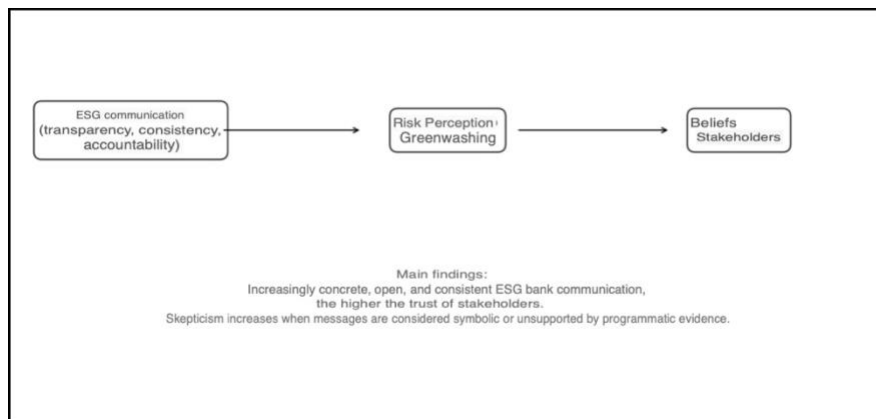 ESG communication
(transparency, consistency,
accountability)
Risk Perception
Greenwashing
Beliefs
Stakeholders
Main findings:
Increasingly concrete, open, and consistent ESG bank communication,
the higher the trust of stakeholders.
Skepticism increases when messages are considered symbolic or unsupported by programmatic evidence.